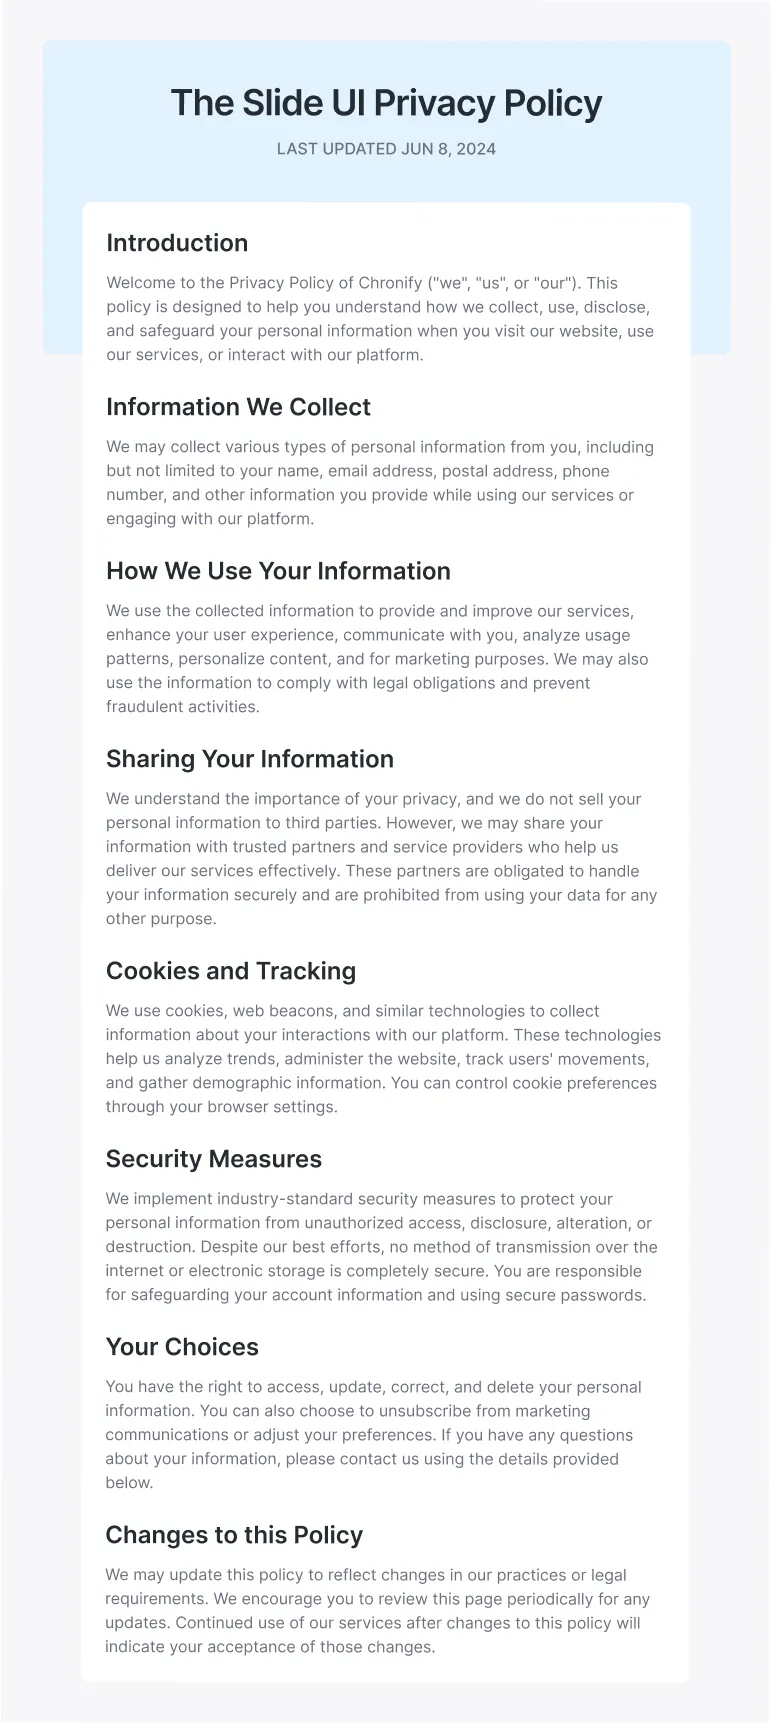 The Slide UI Privacy Policy
LAST UPDATED JUN 8, 2024
Introduction
Welcome to the Privacy Policy of Chronify ("we", "us", or "our"). This
policy is designed to help you understand how we collect, use, disclose,
and safeguard your personal information when you visit our website, use
our services, or interact with our platform.
Information We Collect
We may collect various types of personal information from you, including
but not limited to your name, email address, postal address, phone
number, and other information you provide while using our services or
engaging with our platform.
How We Use Your Information
We use the collected information to provide and improve our services,
enhance your user experience, communicate with you, analyze usage
patterns, personalize content, and for marketing purposes. We may also
use the information to comply with legal obligations and prevent
fraudulent activities.
Sharing Your Information
We understand the importance of your privacy, and we do not sell your
personal information to third parties. However, we may share your
information with trusted partners and service providers who help us
deliver our services effectively. These partners are obligated to handle
your information securely and are prohibited from using your data for any
other purpose.
Cookies and Tracking
We use cookies, web beacons, and similar technologies to collect
information about your interactions with our platform. These technologies
help us analyze trends, administer the website, track users' movements,
and gather demographic information. You can control cookie preferences
through your browser settings.
Security Measures
We implement industry-standard security measures to protect your
personal information from unauthorized access, disclosure, alteration, or
destruction. Despite our best efforts, no method of transmission over the
internet or electronic storage is completely secure. You are responsible
for safeguarding your account information and using secure passwords.
Your Choices
You have the right to access, update, correct, and delete your personal
information. You can also choose to unsubscribe from marketing
communications or adjust your preferences. If you have any questions
about your information, please contact us using the details provided
below.
Changes to this Policy
We may update this policy to reflect changes in our practices or legal
requirements. We encourage you to review this page periodically for any
updates. Continued use of our services after changes to this policy will
indicate your acceptance of those changes.